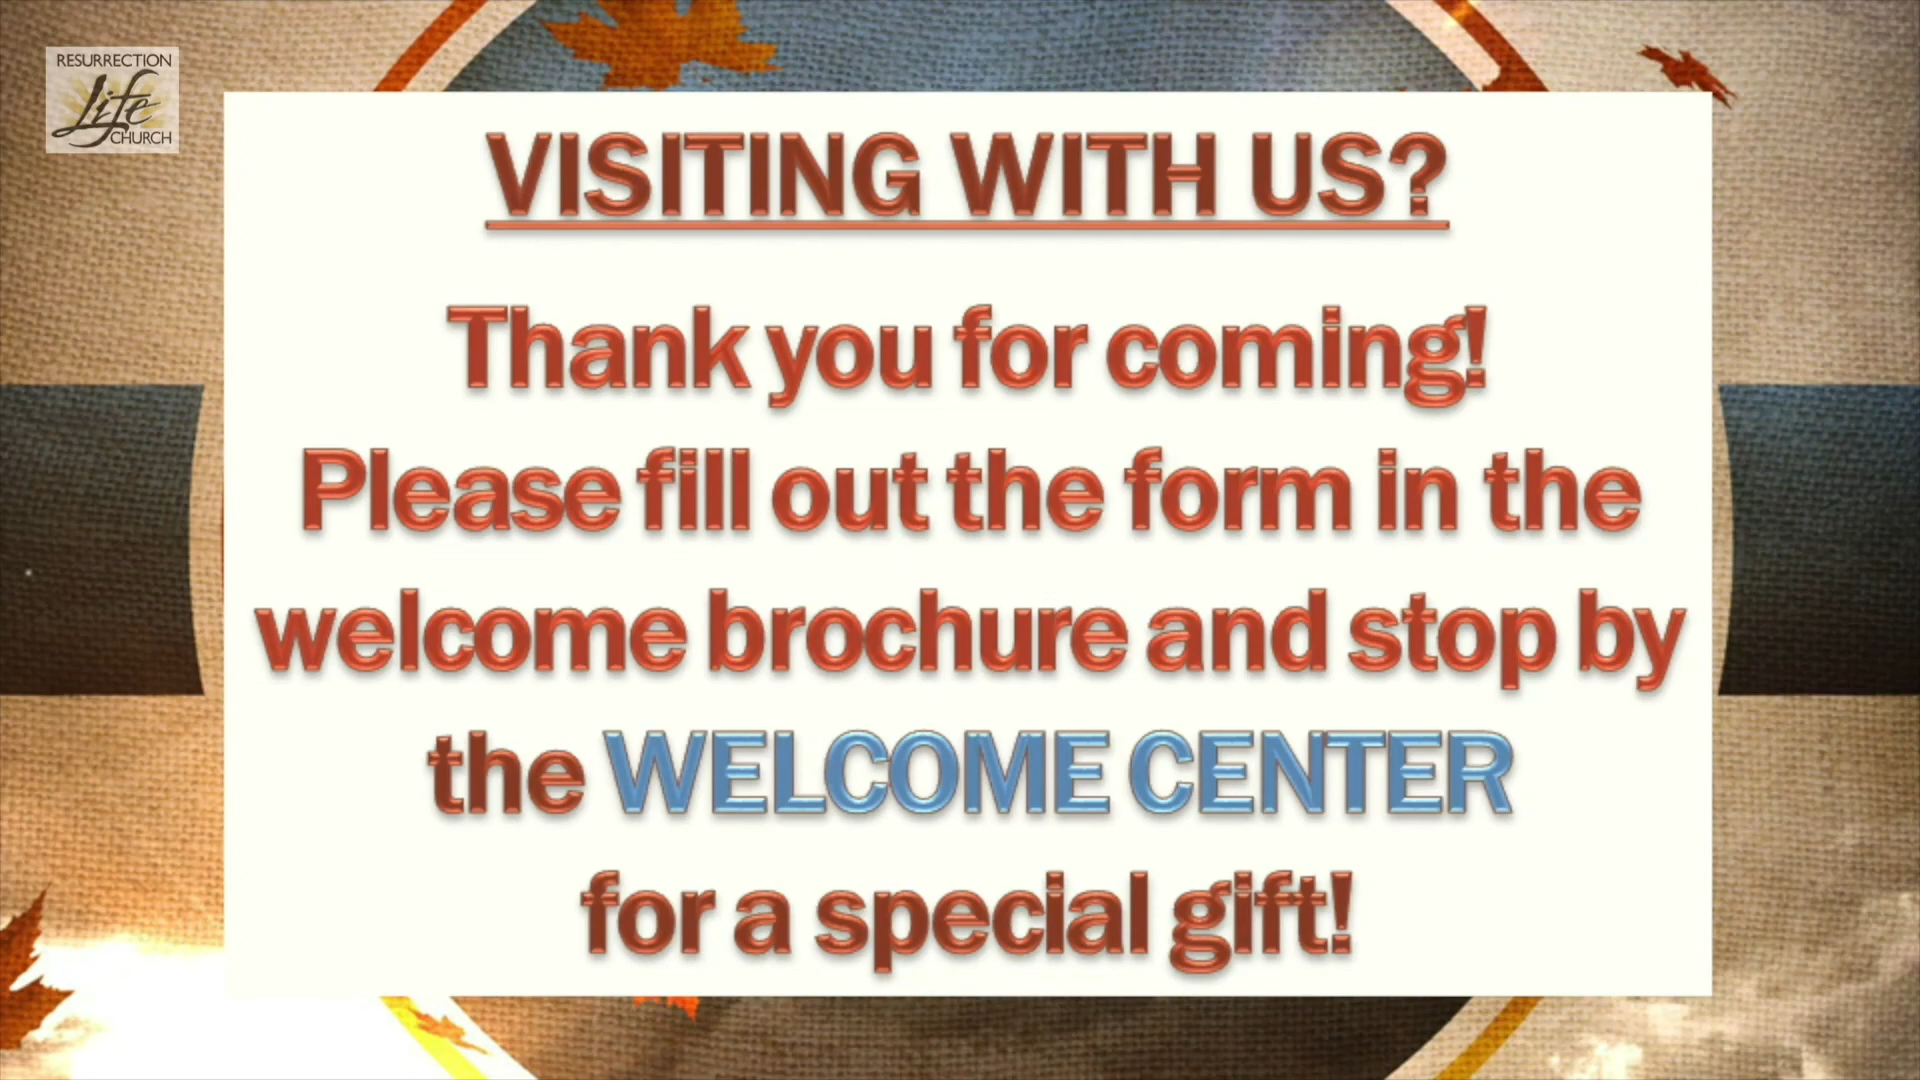 RESURRECTION
Life
CHURCH
VISITING WITH US?
Thank you for coming!
Please fill out the form in the
welcome brochure and stop by
the WELCOME CENTER
for a special gift!